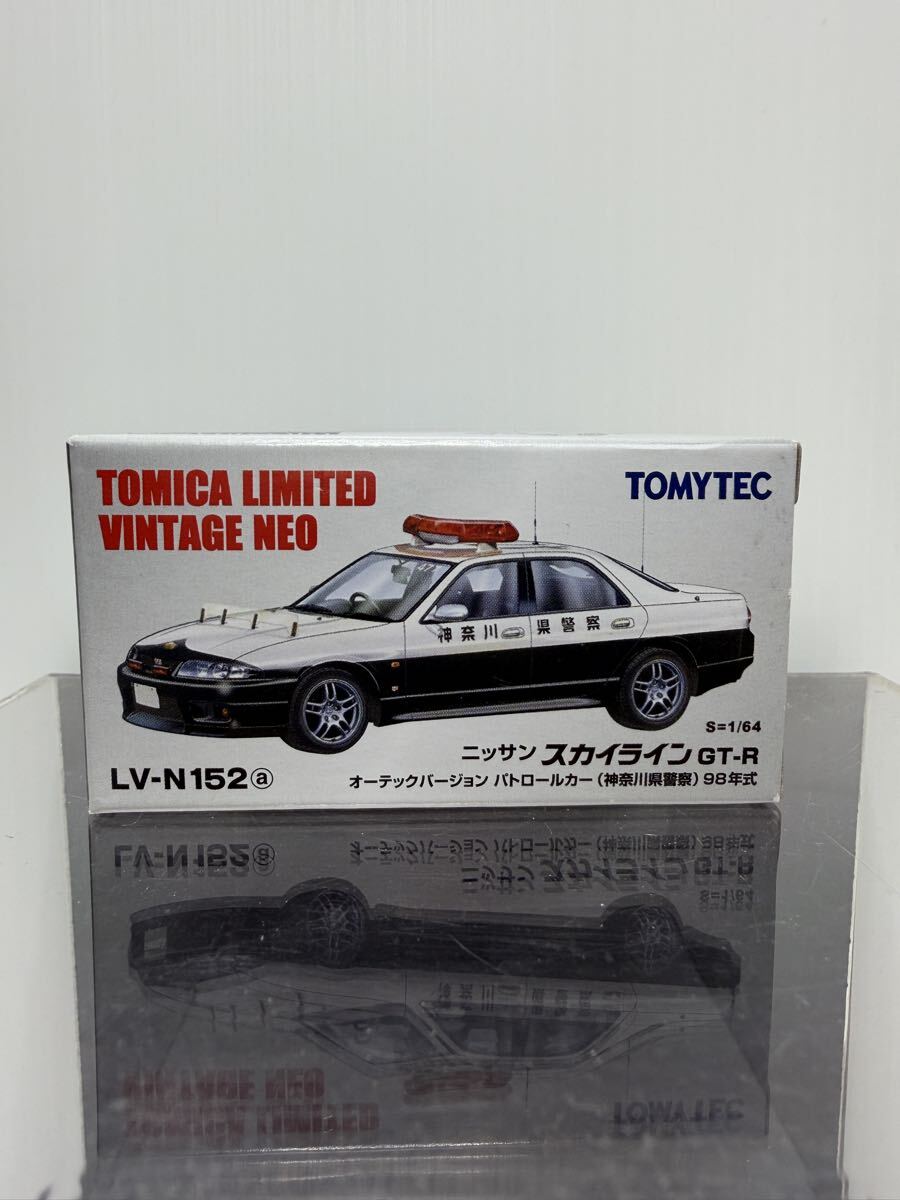 TOMICA LIMITED
VINTAGE NEO
TOMYTEC
47
神奈川県警察
S=1/64
ニッサン スカイライン GT-R
LV-N152ⓐ
オーテックバージョン パトロールカー(神奈川県警察)98年式